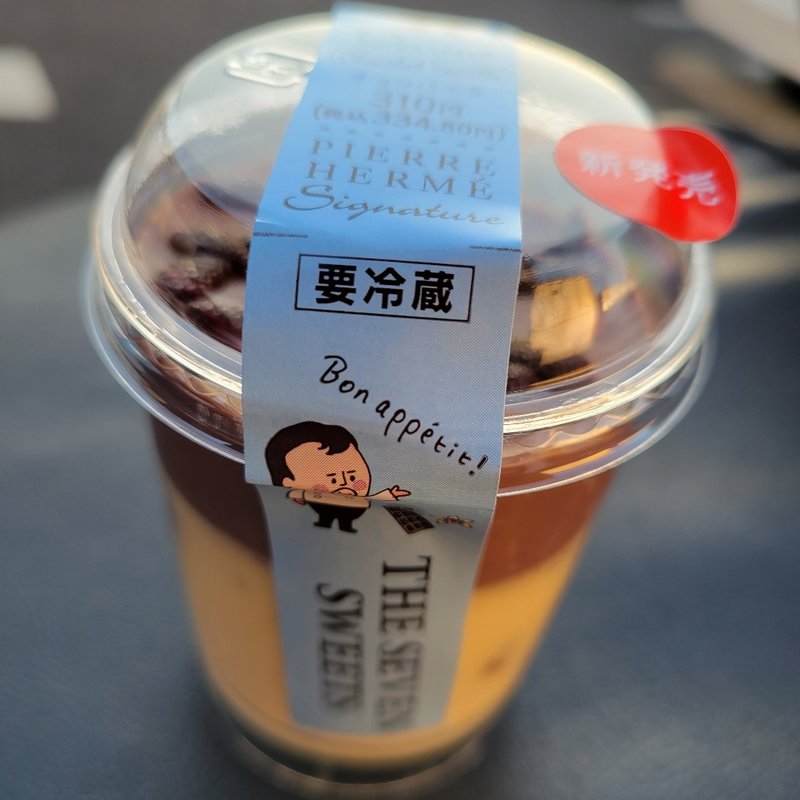 310円
(税込334.80円)
PIERRE
HERMÉ
Signature
新発売
要冷蔵
Bon appétit!
THE SEVEN
SWEETS